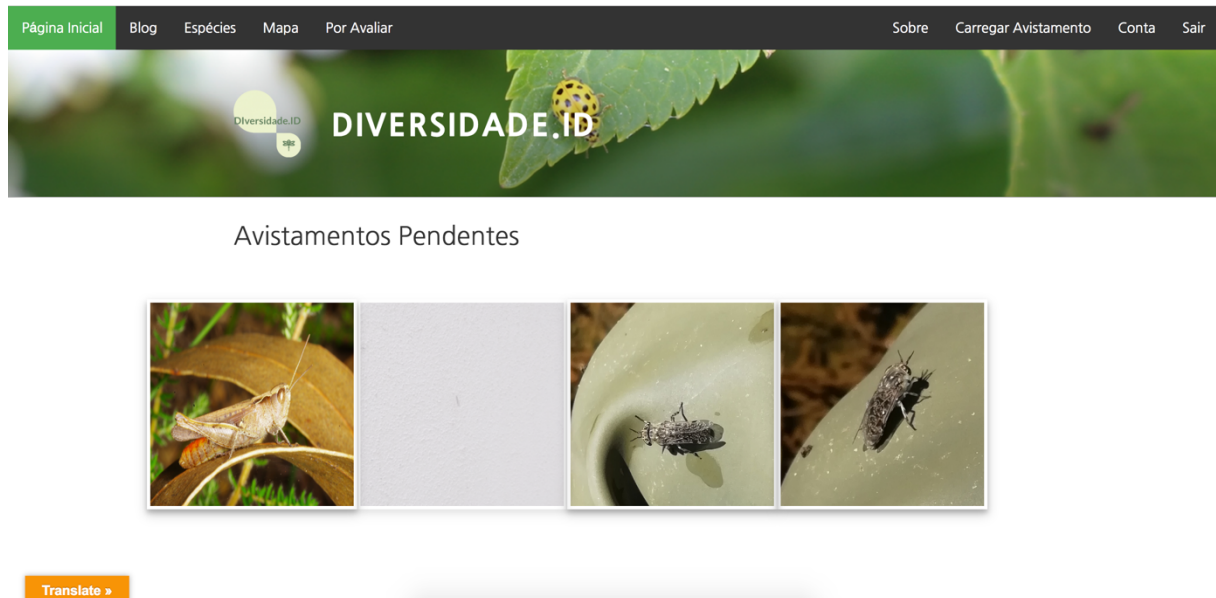 Página Inicial Blog Espécies Mapa Por Avaliar Sobre Carregar Avistamento Conta Sair
DIversidade.ID
DIVERSIDADE.ID
Avistamentos Pendentes
Translate »